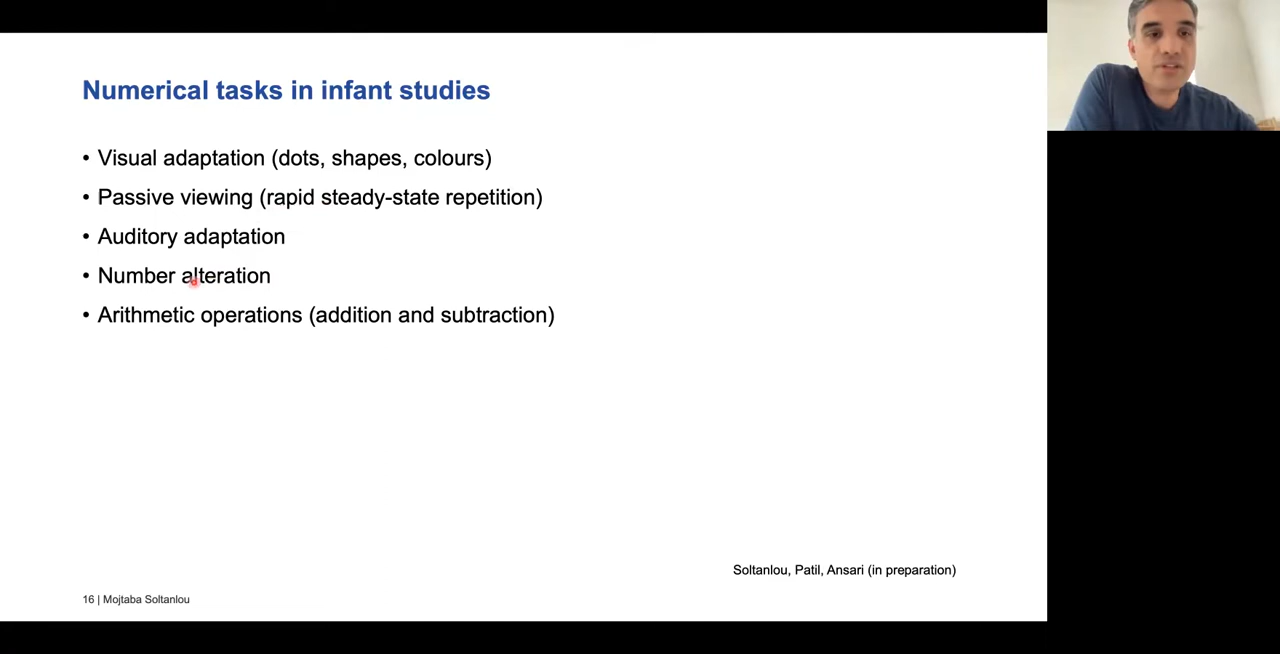 Numerical tasks in infant studies
• Visual adaptation (dots, shapes, colours)
• Passive viewing (rapid steady-state repetition)
• Auditory adaptation
• Number alteration
• Arithmetic operations (addition and subtraction)
Soltanlou, Patil, Ansari (in preparation)
16 | Mojtaba Soltanlou